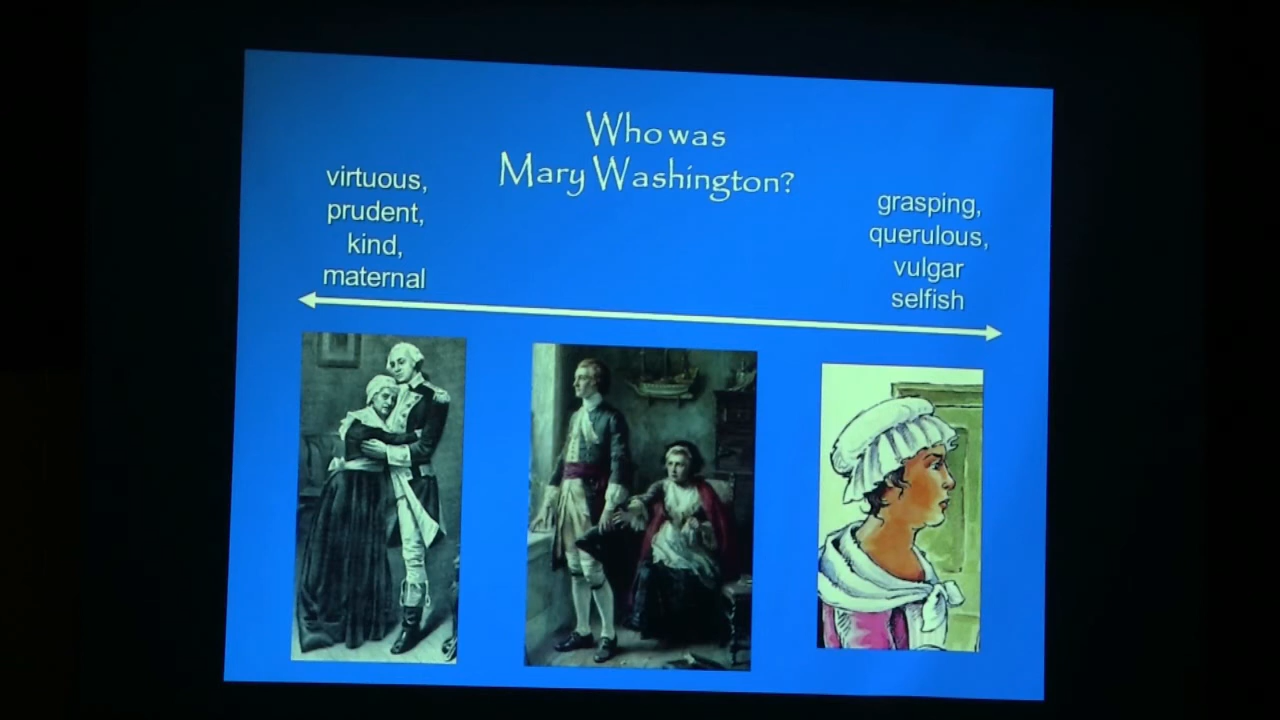 Who was
Mary Washington?
virtuous,
prudent,
kind,
maternal
grasping,
querulous,
vulgar
selfish